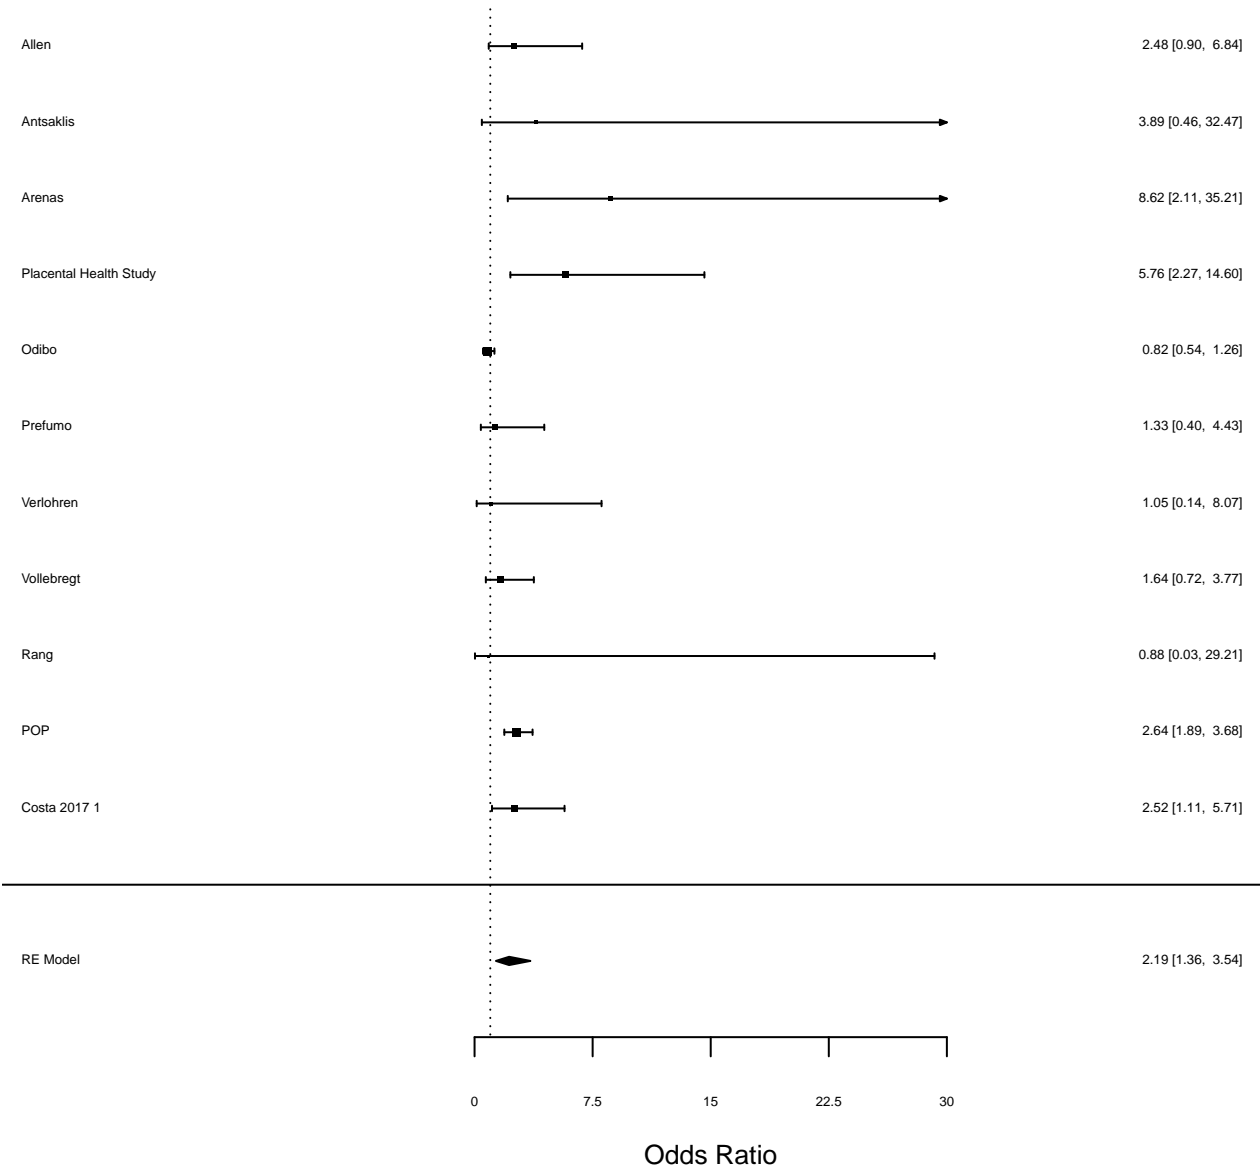 Allen 2.48 [0.90, 6.84]
Antsaklis 3.89 [0.46, 32.47]
Arenas 8.62 [2.11, 35.21]
Placental Health Study 5.76 [2.27, 14.60]
Odibo 0.82 [0.54, 1.26]
Prefumo 1.33 [0.40, 4.43]
Verlohren 1.05 [0.14, 8.07]
Vollebregt 1.64 [0.72, 3.77]
Rang 0.88 [0.03, 29.21]
POP 2.64 [1.89, 3.68]
Costa 2017 1 2.52 [1.11, 5.71]
RE Model 2.19 [1.36, 3.54]
0 7.5 15 22.5 30
Odds Ratio